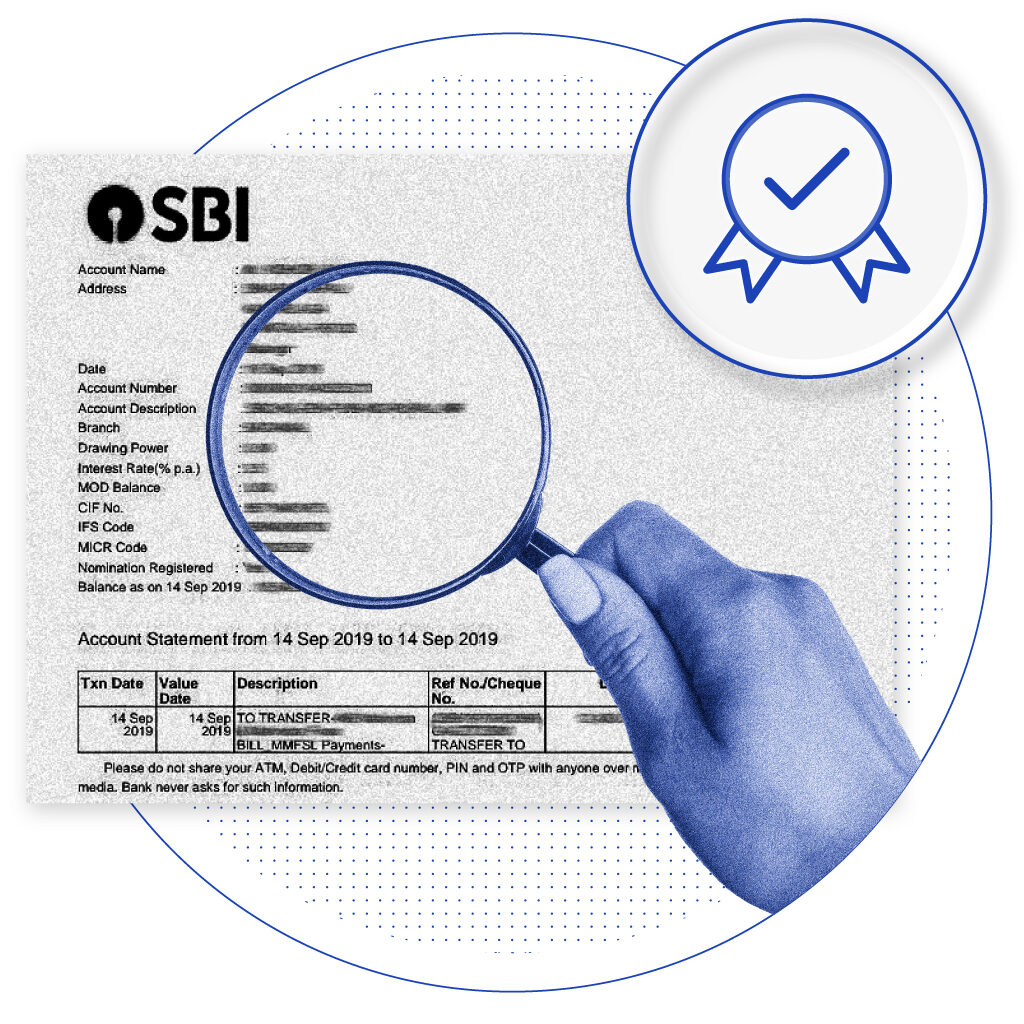 SBI
Account Name :
Address :
Date :
Account Number :
Account Description :
Branch :
Drawing Power :
Interest Rate(% p.a.) :
MOD Balance :
CIF No. :
IFS Code :
MICR Code :
Nomination Registered :
Balance as on 14 Sep 2019 :
Account Statement from 14 Sep 2019 to 14 Sep 2019
Txn Date Value Description Ref No./Cheque
Date No.
14 Sep 14 Sep TO TRANSFER-
2019 2019
BILL_MMFSL Payments- TRANSFER TO
Please do not share your ATM, Debit/Credit card number, PIN and OTP with anyone over
media. Bank never asks for such information.